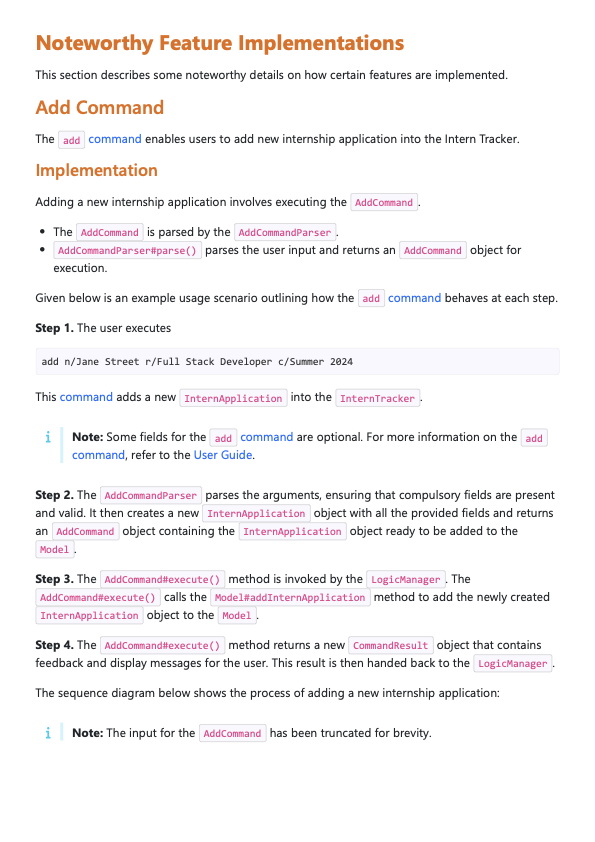 Noteworthy Feature Implementations
This section describes some noteworthy details on how certain features are implemented.
Add Command
The add command enables users to add new internship application into the Intern Tracker.
Implementation
Adding a new internship application involves executing the AddCommand.
• The AddCommand is parsed by the AddCommandParser.
• AddCommandParser#parse() parses the user input and returns an AddCommand object for
execution.
Given below is an example usage scenario outlining how the add command behaves at each step.
Step 1. The user executes
add n/Jane Street r/Full Stack Developer c/Summer 2024
This command adds a new InternApplication into the InternTracker.
Note: Some fields for the add command are optional. For more information on the add
command, refer to the User Guide.
Step 2. The AddCommandParser parses the arguments, ensuring that compulsory fields are present
and valid. It then creates a new InternApplication object with all the provided fields and returns
an AddCommand object containing the InternApplication object ready to be added to the
Model.
Step 3. The AddCommand#execute() method is invoked by the LogicManager. The
AddCommand#execute() calls the Model#addInternApplication method to add the newly created
InternApplication object to the Model.
Step 4. The AddCommand#execute() method returns a new CommandResult object that contains
feedback and display messages for the user. This result is then handed back to the LogicManager.
The sequence diagram below shows the process of adding a new internship application:
Note: The input for the AddCommand has been truncated for brevity.